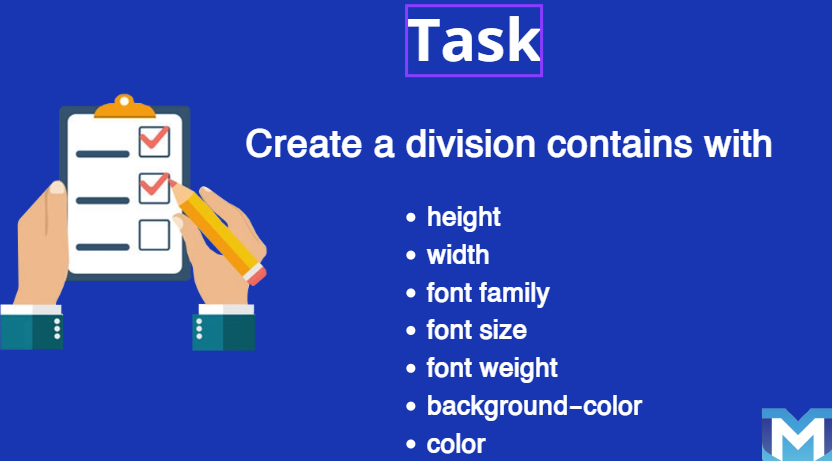 Task
Create a division contains with
• height
• width
• font family
• font size
• font weight
• background-color
• color
M